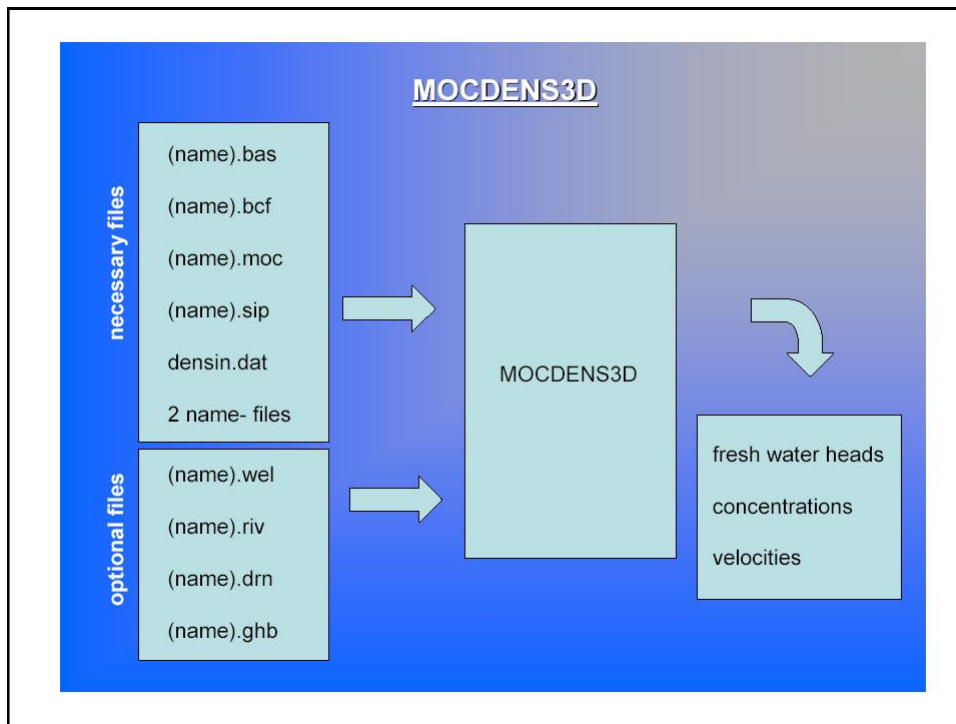 MOCDENS3D
necessary files
(name).bas
(name).bcf
(name).moc
(name).sip
densin.dat
2 name- files
optional files
(name).wel
(name).riv
(name).drn
(name).ghb
MOCDENS3D
fresh water heads
concentrations
velocities